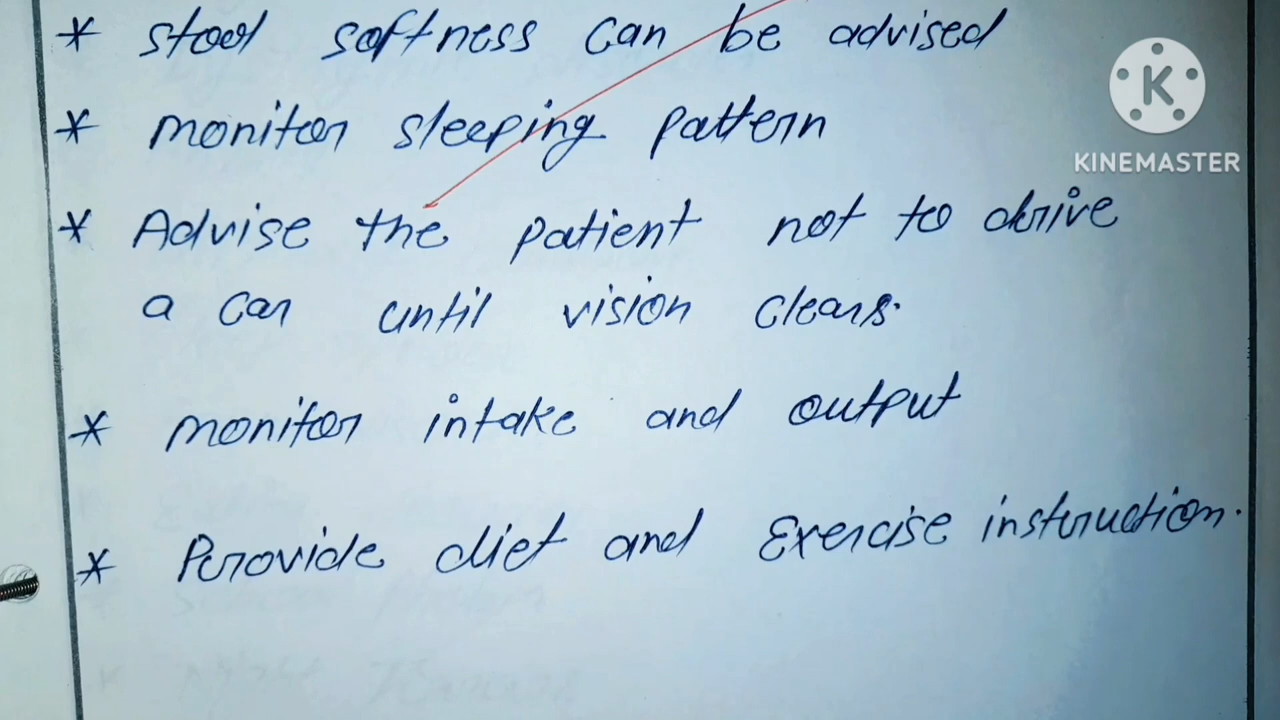 * stool softness can be advised
* monitor sleeping pattern
* Advise the patient not to drive
a car until vision clears.
* monitor intake and output
* Provide diet and Exercise instruction.
K
KINEMASTER